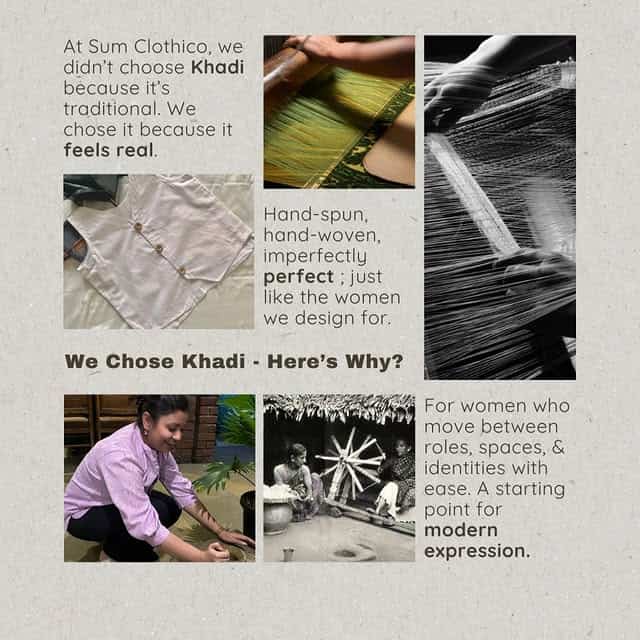 At Sum Clothico, we
didn't choose Khadi
because it's
traditional. We
chose it because it
feels real.
Hand-spun,
hand-woven,
imperfectly
perfect ; just
like the women
we design for.
We Chose Khadi - Here's Why?
For women who
move between
roles, spaces, &
identities with
ease. A starting
point for
modern
expression.